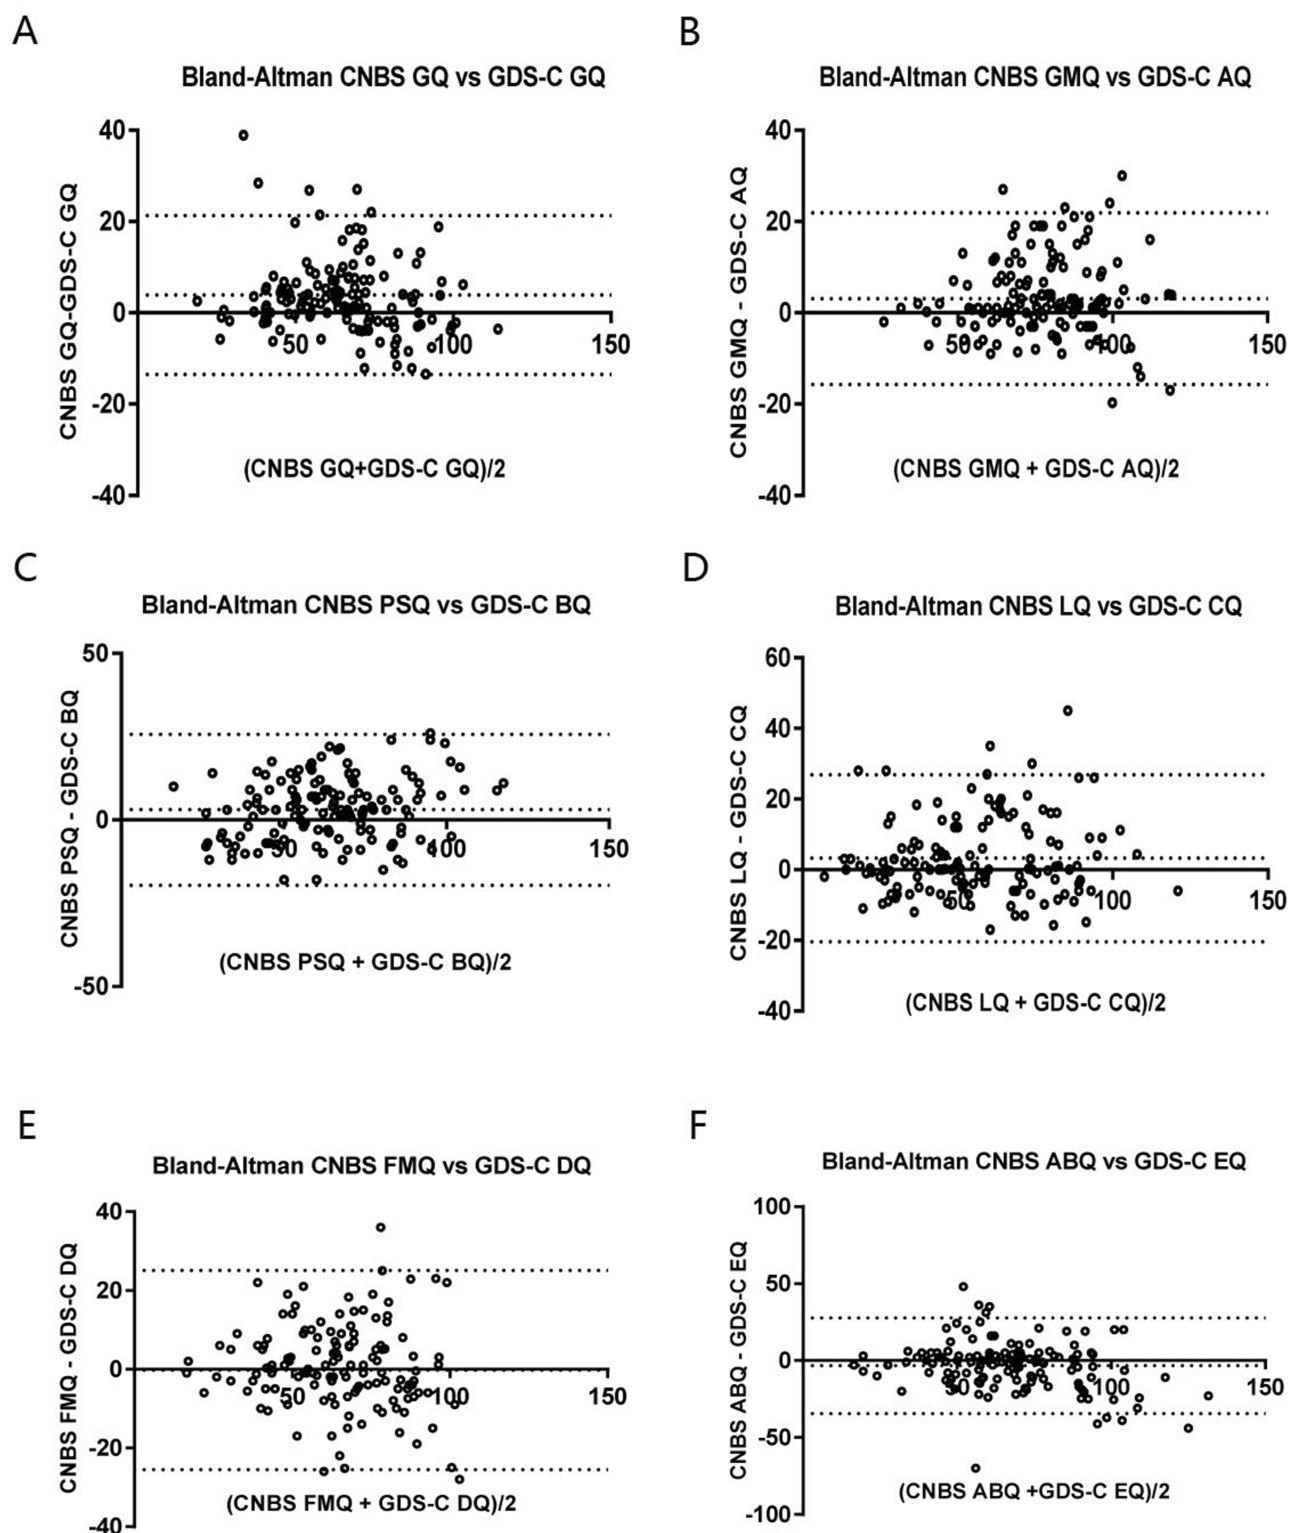 A
Bland-Altman CNBS GQ vs GDS-C GQ
CNBS GQ-GDS-C GQ
40
20
0
-20
-40
50
100
150
(CNBS GQ+GDS-C GQ)/2
B
Bland-Altman CNBS GMQ vs GDS-C AQ
CNBS GMQ - GDS-C AQ
40
20
0
-20
-40
50
100
150
(CNBS GMQ + GDS-C AQ)/2
C
Bland-Altman CNBS PSQ vs GDS-C BQ
CNBS PSQ - GDS-C BQ
50
0
-50
50
100
150
(CNBS PSQ + GDS-C BQ)/2
D
Bland-Altman CNBS LQ vs GDS-C CQ
CNBS LQ - GDS-C CQ
60
40
20
0
-20
-40
50
100
150
(CNBS LQ + GDS-C CQ)/2
E
Bland-Altman CNBS FMQ vs GDS-C DQ
CNBS FMQ - GDS-C DQ
40
20
0
-20
-40
50
100
150
(CNBS FMQ + GDS-C DQ)/2
F
Bland-Altman CNBS ABQ vs GDS-C EQ
CNBS ABQ - GDS-C EQ
100
50
0
-50
-100
50
100
150
(CNBS ABQ +GDS-C EQ)/2